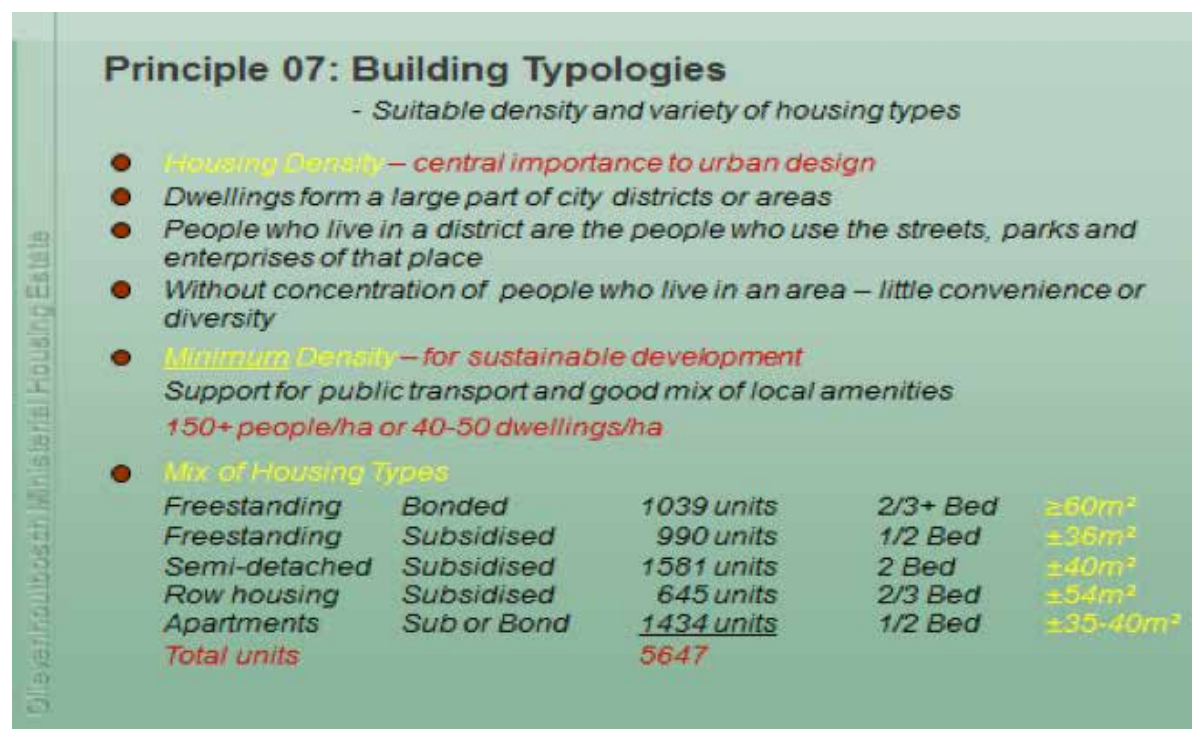 Principle 07: Building Typologies
- Suitable density and variety of housing types
Housing Density – central importance to urban design
Dwellings form a large part of city districts or areas
People who live in a district are the people who use the streets, parks and
enterprises of that place
Without concentration of people who live in an area – little convenience or
diversity
Minimum Density – for sustainable development
Support for public transport and good mix of local amenities
150+ people/ha or 40-50 dwellings/ha
Mix of Housing Types
Freestanding Bonded 1039 units 2/3+ Bed ≥60m²
Freestanding Subsidised 990 units 1/2 Bed ±36m²
Semi-detached Subsidised 1581 units 2 Bed ±40m²
Row housing Subsidised 645 units 2/3 Bed ±54m²
Apartments Sub or Bond 1434 units 1/2 Bed ±35-40m²
Total units 5647
Ministerial Housing Estate